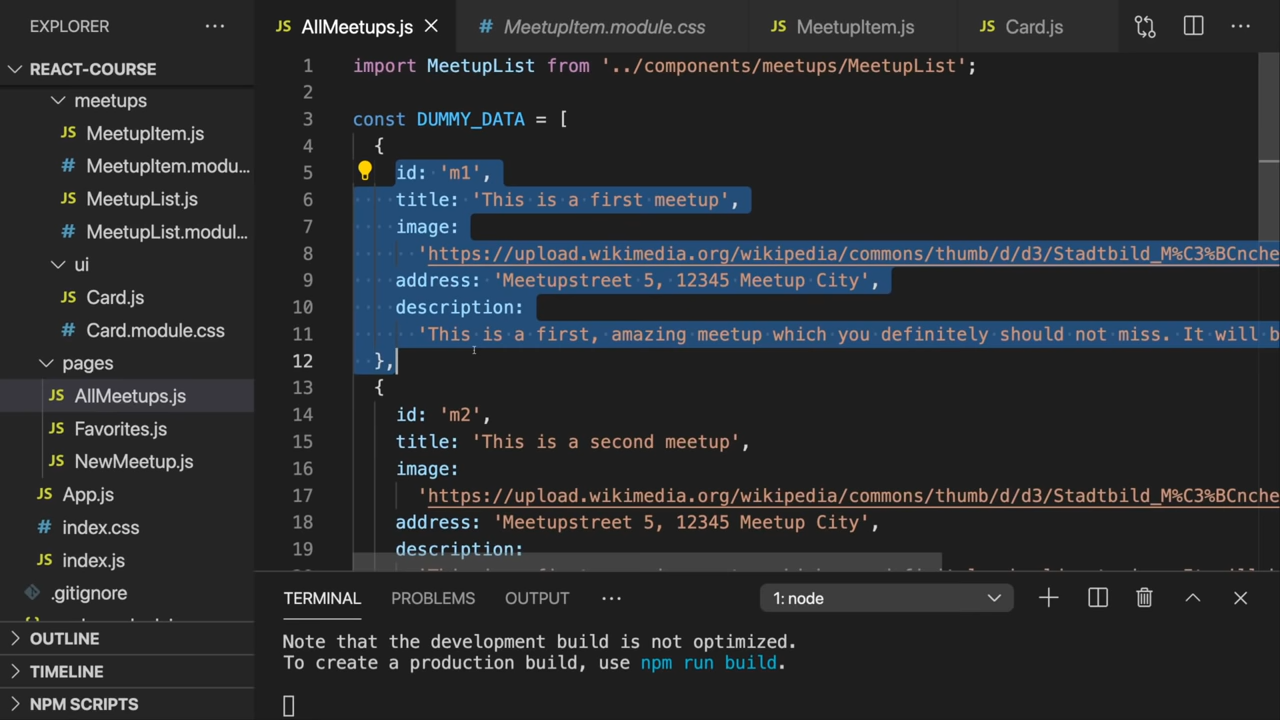 EXPLORER
AllMeetups.js
MeetupItem.module.css
MeetupItem.js
Card.js
REACT-COURSE
meetups
MeetupItem.js
MeetupItem.modu...
MeetupList.js
MeetupList.modul...
ui
Card.js
Card.module.css
pages
AllMeetups.js
Favorites.js
NewMeetup.js
App.js
index.css
index.js
.gitignore
OUTLINE
TIMELINE
NPM SCRIPTS
1 import MeetupList from '../components/meetups/MeetupList';
2
3 const DUMMY_DATA = [
4 {
5 id: 'm1',
6 title: 'This is a first meetup',
7 image:
8 'https://upload.wikimedia.org/wikipedia/commons/thumb/d/d3/Stadtbild_M%C3%BCnche
9 address: 'Meetupstreet 5, 12345 Meetup City',
10 description:
11 'This is a first, amazing meetup which you definitely should not miss. It will b
12 },
13 {
14 id: 'm2',
15 title: 'This is a second meetup',
16 image:
17 'https://upload.wikimedia.org/wikipedia/commons/thumb/d/d3/Stadtbild_M%C3%BCnche
18 address: 'Meetupstreet 5, 12345 Meetup City',
19 description:
TERMINAL PROBLEMS OUTPUT ... 1: node
Note that the development build is not optimized.
To create a production build, use npm run build.